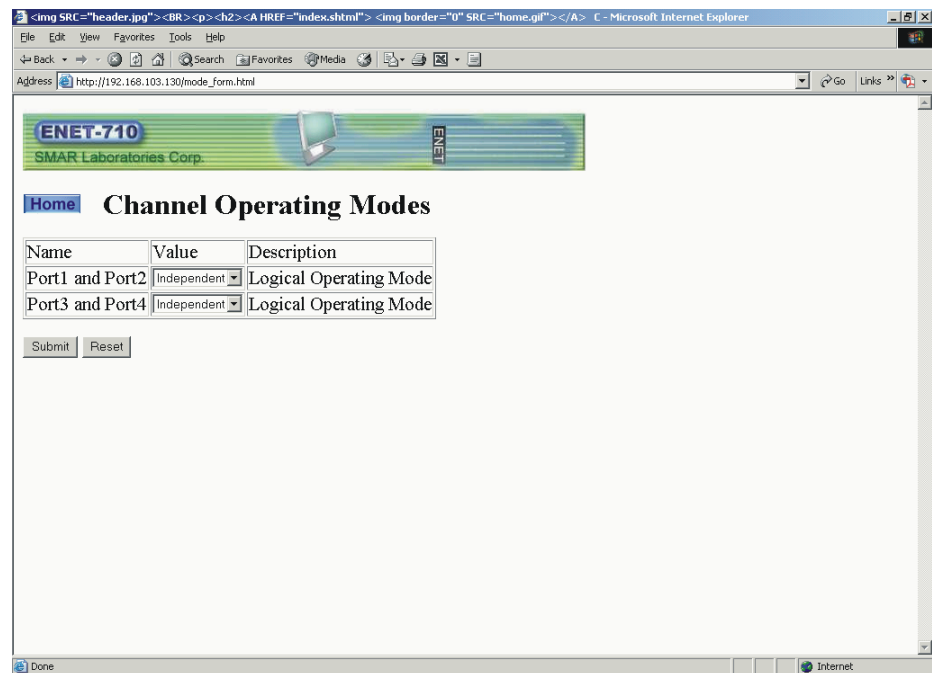 <img SRC="header.jpg"><BR><p><h2><A HREF="index.shtml"> <img border="0" SRC="home.gif"></A> C - Microsoft Internet Explorer
File Edit View Favorites Tools Help
Back Search Favorites Media
Address http://192.168.103.130/mode_form.html Go Links »
ENET-710
SMAR Laboratories Corp.
ENET
Home Channel Operating Modes
Name Value Description
Port1 and Port2 Independent Logical Operating Mode
Port3 and Port4 Independent Logical Operating Mode
Submit Reset
Done Internet